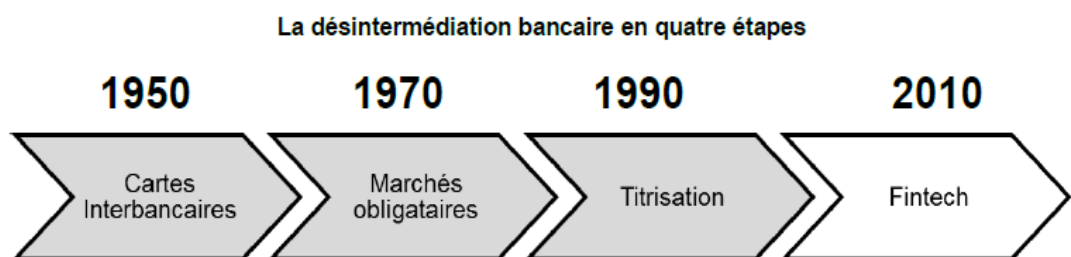 La désintermédiation bancaire en quatre étapes
1950
1970
1990
2010
Cartes
Interbancaires
Marchés
obligataires
Titrisation
Fintech